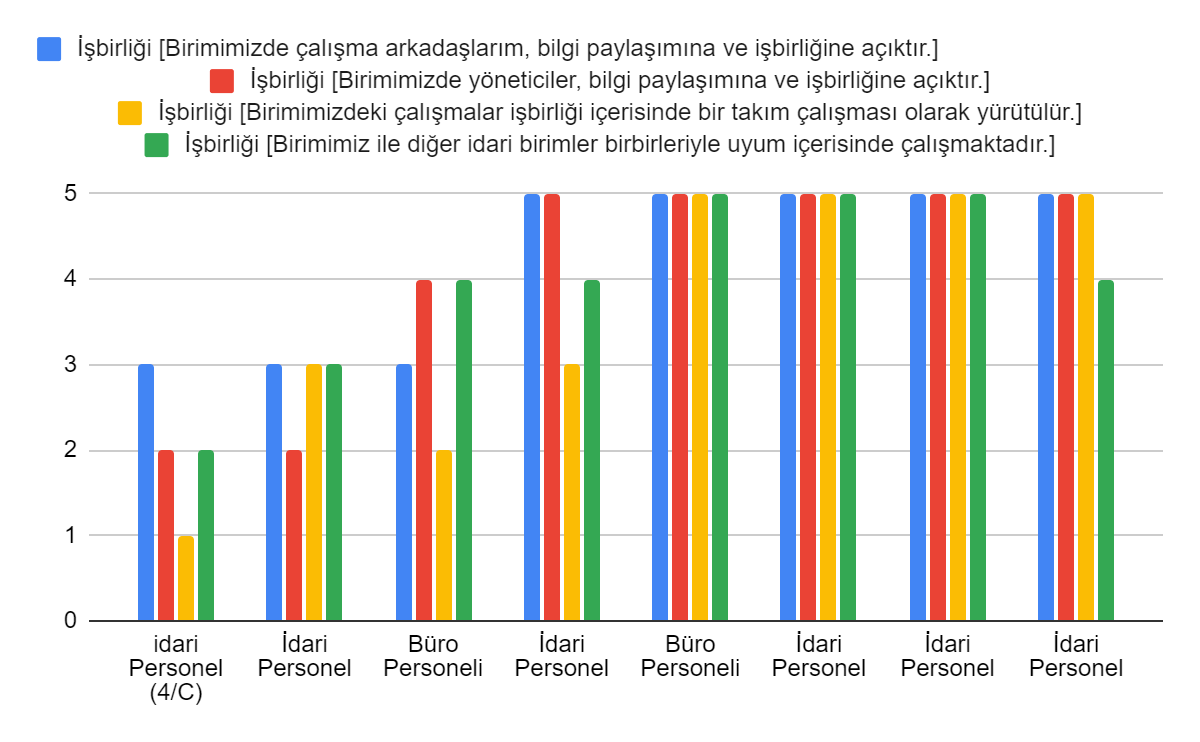 İşbirliği [Birimimizde çalışma arkadaşlarım, bilgi paylaşımına ve işbirliğine açıktır.]
İşbirliği [Birimimizde yöneticiler, bilgi paylaşımına ve işbirliğine açıktır.]
İşbirliği [Birimimizdeki çalışmalar işbirliği içerisinde bir takım çalışması olarak yürütülür.]
İşbirliği [Birimimiz ile diğer idari birimler birbirleriyle uyum içerisinde çalışmaktadır.]
5
4
3
2
1
0
idari Personel (4/C)
İdari Personel
Büro Personeli
İdari Personel
Büro Personeli
İdari Personel
İdari Personel
İdari Personel